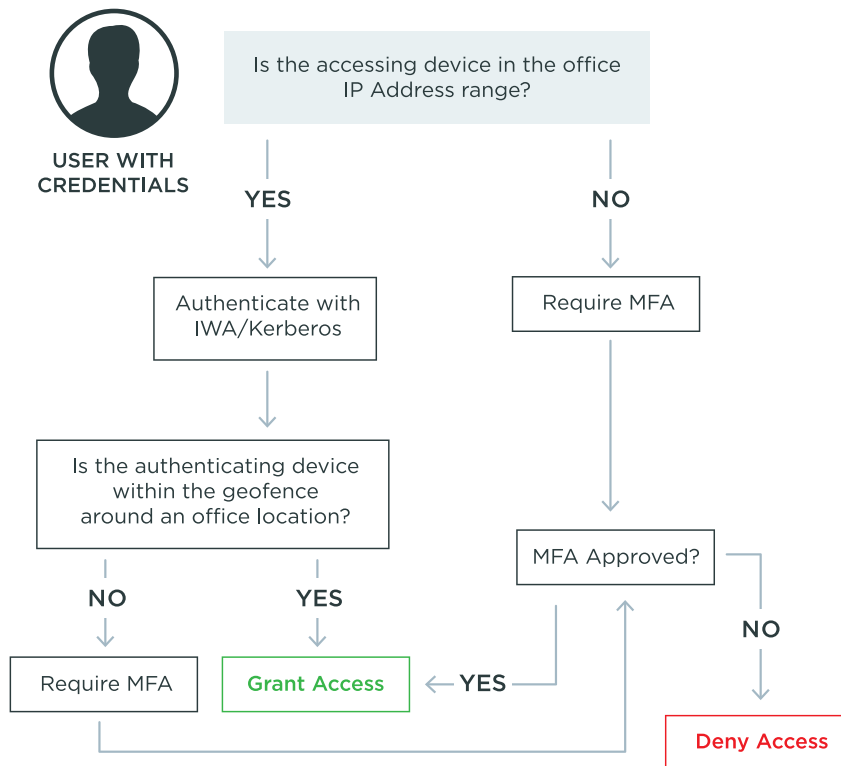 Is the accessing device in the office
IP Address range?
USER WITH
CREDENTIALS
YES
NO
Authenticate with
IWA/Kerberos
Require MFA
Is the authenticating device
within the geofence
around an office location?
MFA Approved?
NO
YES
NO
Require MFA
Grant Access
YES
Deny Access